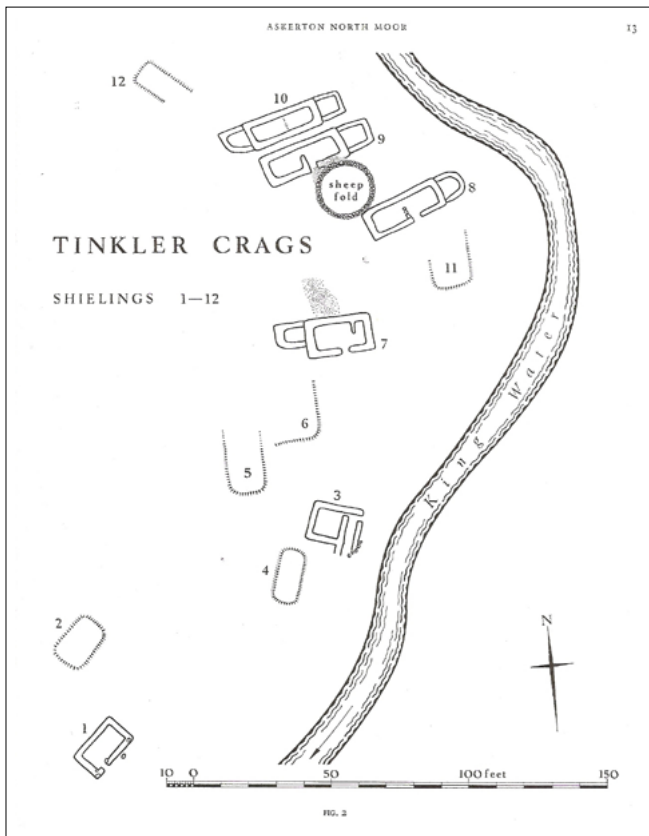 ASKERTON NORTH MOOR 13
12
10
9
sheep
fold
8
TINKLER CRAGS
11
SHIELINGS 1—12
7
King Water
6
5
3
4
2
N
1
10 0 50 100 feet 150
FIG. 2